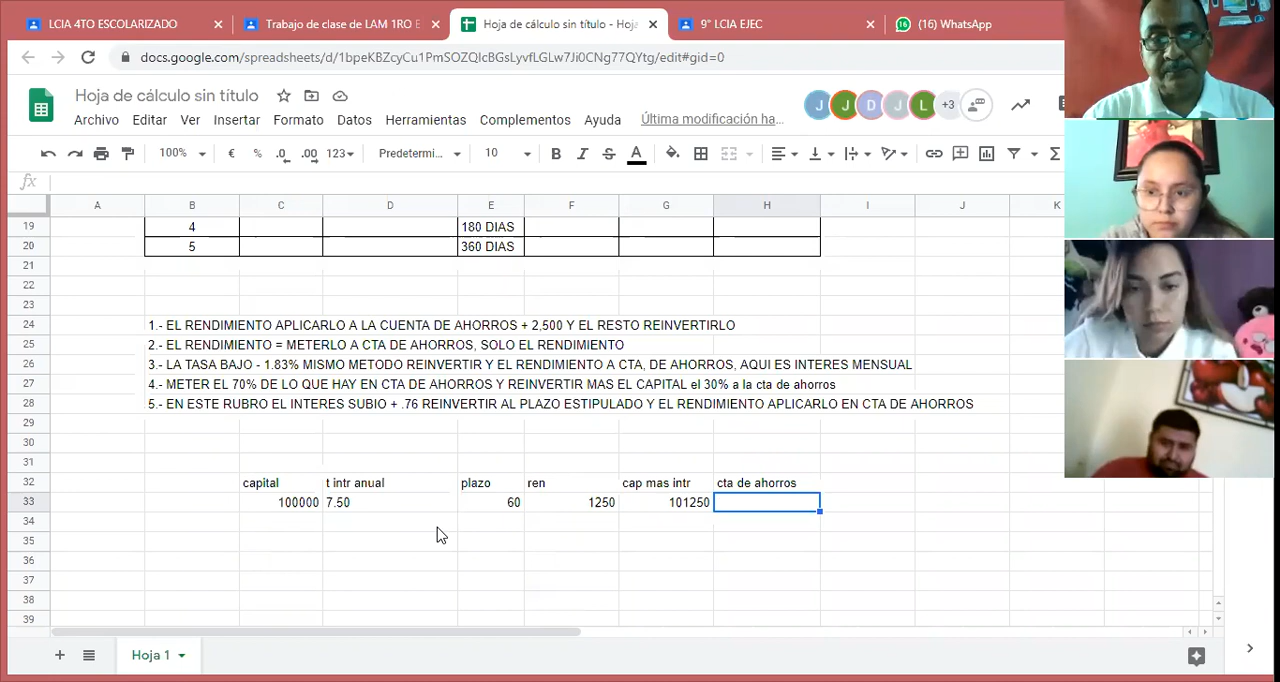 LCIA 4TO ESCOLARIZADO
Trabajo de clase de LAM 1RO E
Hoja de cálculo sin título - Hoja
9° LCIA EJEC
16
(16) WhatsApp
docs.google.com/spreadsheets/d/1bpeKBZcyCu1PmSOZQIcBGsLyvfLGLw7Ji0CNg77QYtg/edit#gid=0
Hoja de cálculo sin título
J J D J L +3
Archivo Editar Ver Insertar Formato Datos Herramientas Complementos Ayuda Última modificación ha...
100% € % .0 .00 123 Predetermi... 10 B I S A Σ
fx
A B C D E F G H I J K
19 4 180 DIAS
20 5 360 DIAS
21
22
23
24 1.- EL RENDIMIENTO APLICARLO A LA CUENTA DE AHORROS + 2,500 Y EL RESTO REINVERTIRLO
25 2.- EL RENDIMIENTO = METERLO A CTA DE AHORROS, SOLO EL RENDIMIENTO
26 3.- LA TASA BAJO - 1.83% MISMO METODO REINVERTIR Y EL RENDIMIENTO A CTA, DE AHORROS, AQUI ES INTERES MENSUAL
27 4.- METER EL 70% DE LO QUE HAY EN CTA DE AHORROS Y REINVERTIR MAS EL CAPITAL el 30% a la cta de ahorros
28 5.- EN ESTE RUBRO EL INTERES SUBIO + .76 REINVERTIR AL PLAZO ESTIPULADO Y EL RENDIMIENTO APLICARLO EN CTA DE AHORROS
29
30
31
32 capital t intr anual plazo ren cap mas intr cta de ahorros
33 100000 7.50 60 1250 101250
34
35
36
37
38
39
Hoja 1